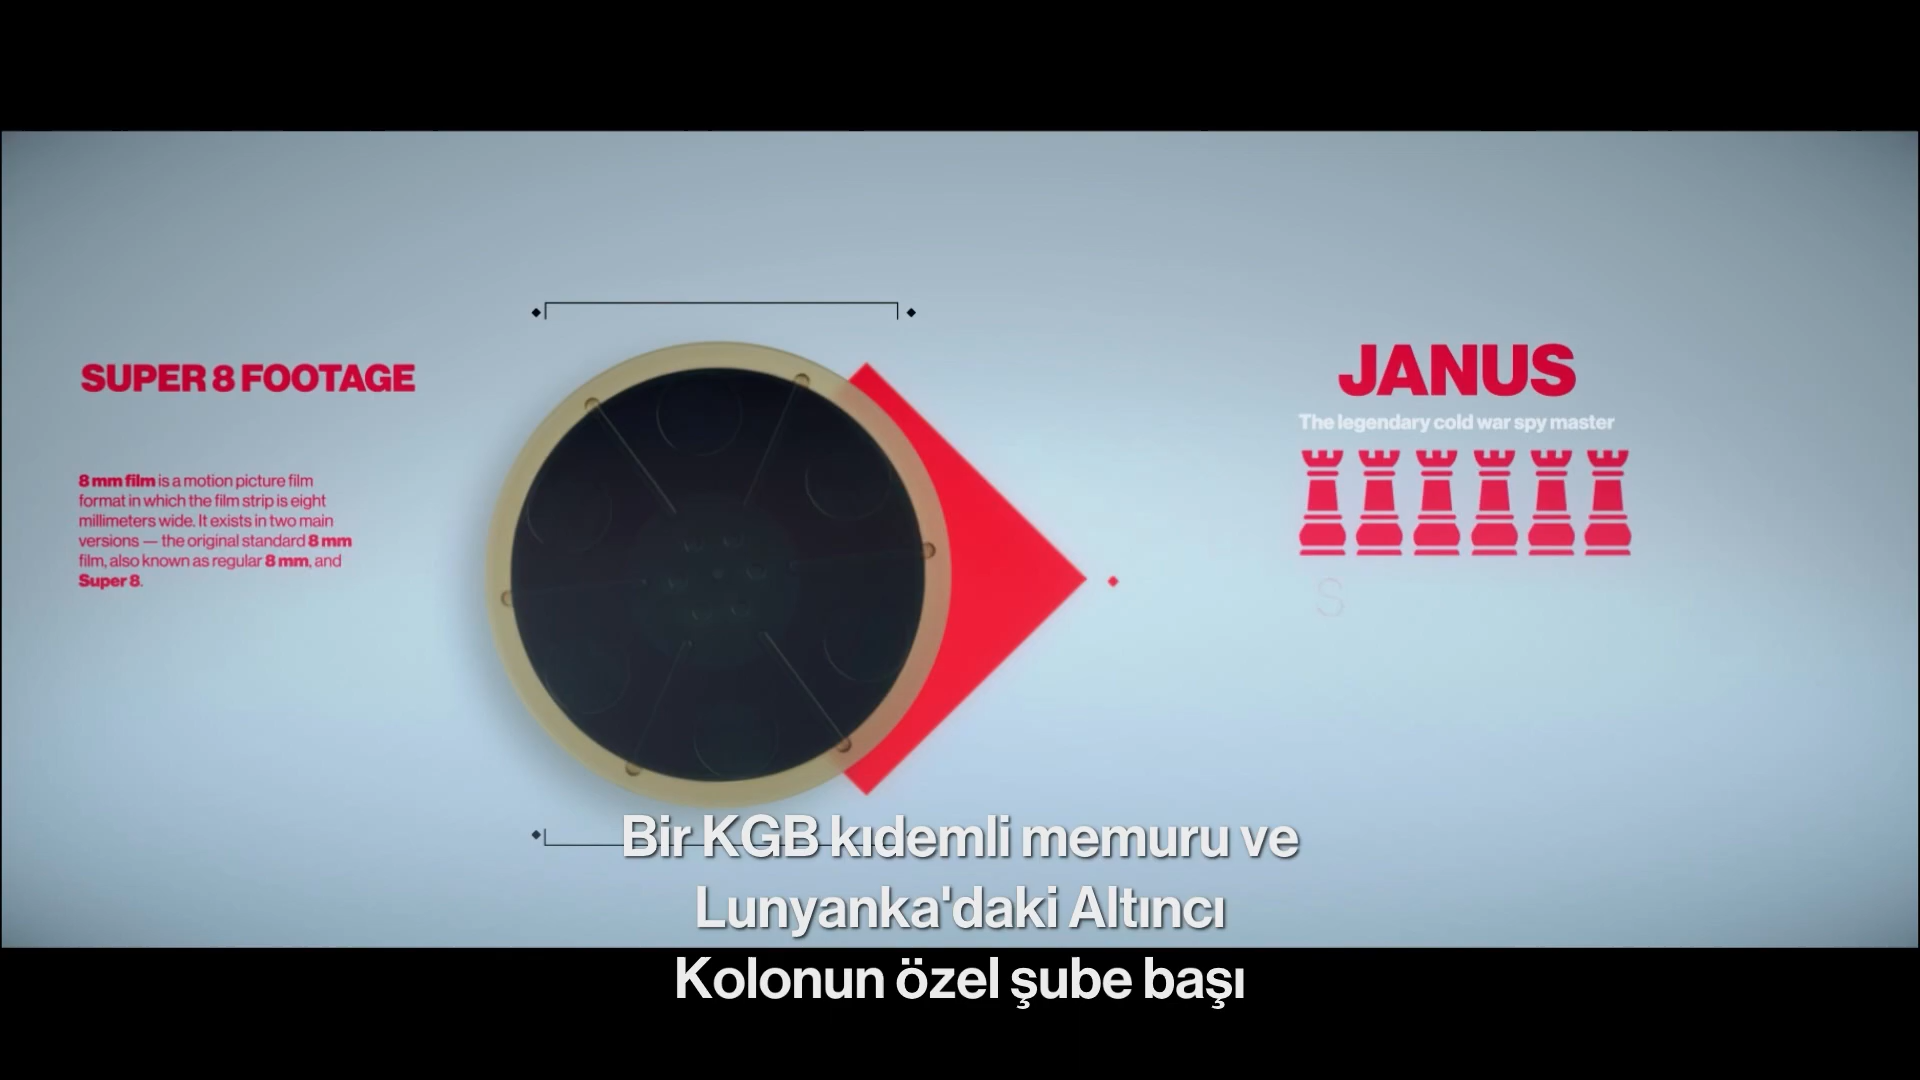 SUPER 8 FOOTAGE
8 mm film is a motion picture film
format in which the film strip is eight
millimeters wide. It exists in two main
versions — the original standard 8 mm
film, also known as regular 8 mm, and
Super 8.
JANUS
The legendary cold war spy master
S
Bir KGB kıdemli memuru ve
Lunyanka'daki Altıncı
Kolonun özel şube başı